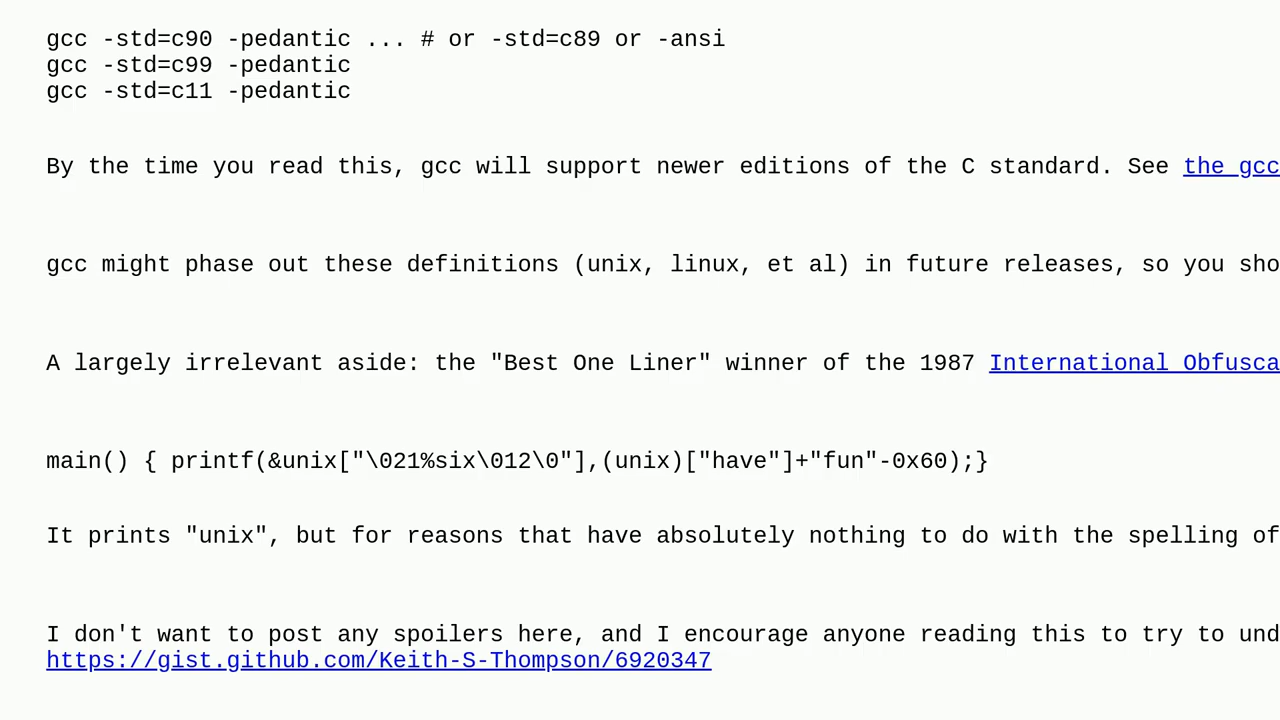 gcc -std=c90 -pedantic ... # or -std=c89 or -ansi
gcc -std=c99 -pedantic
gcc -std=c11 -pedantic
By the time you read this, gcc will support newer editions of the C standard. See the gcc
gcc might phase out these definitions (unix, linux, et al) in future releases, so you sho
A largely irrelevant aside: the "Best One Liner" winner of the 1987 International Obfusca
main() { printf(&unix["\021%six\012\0"],(unix)["have"]+"fun"-0x60);}
It prints "unix", but for reasons that have absolutely nothing to do with the spelling of
I don't want to post any spoilers here, and I encourage anyone reading this to try to und
https://gist.github.com/Keith-S-Thompson/6920347